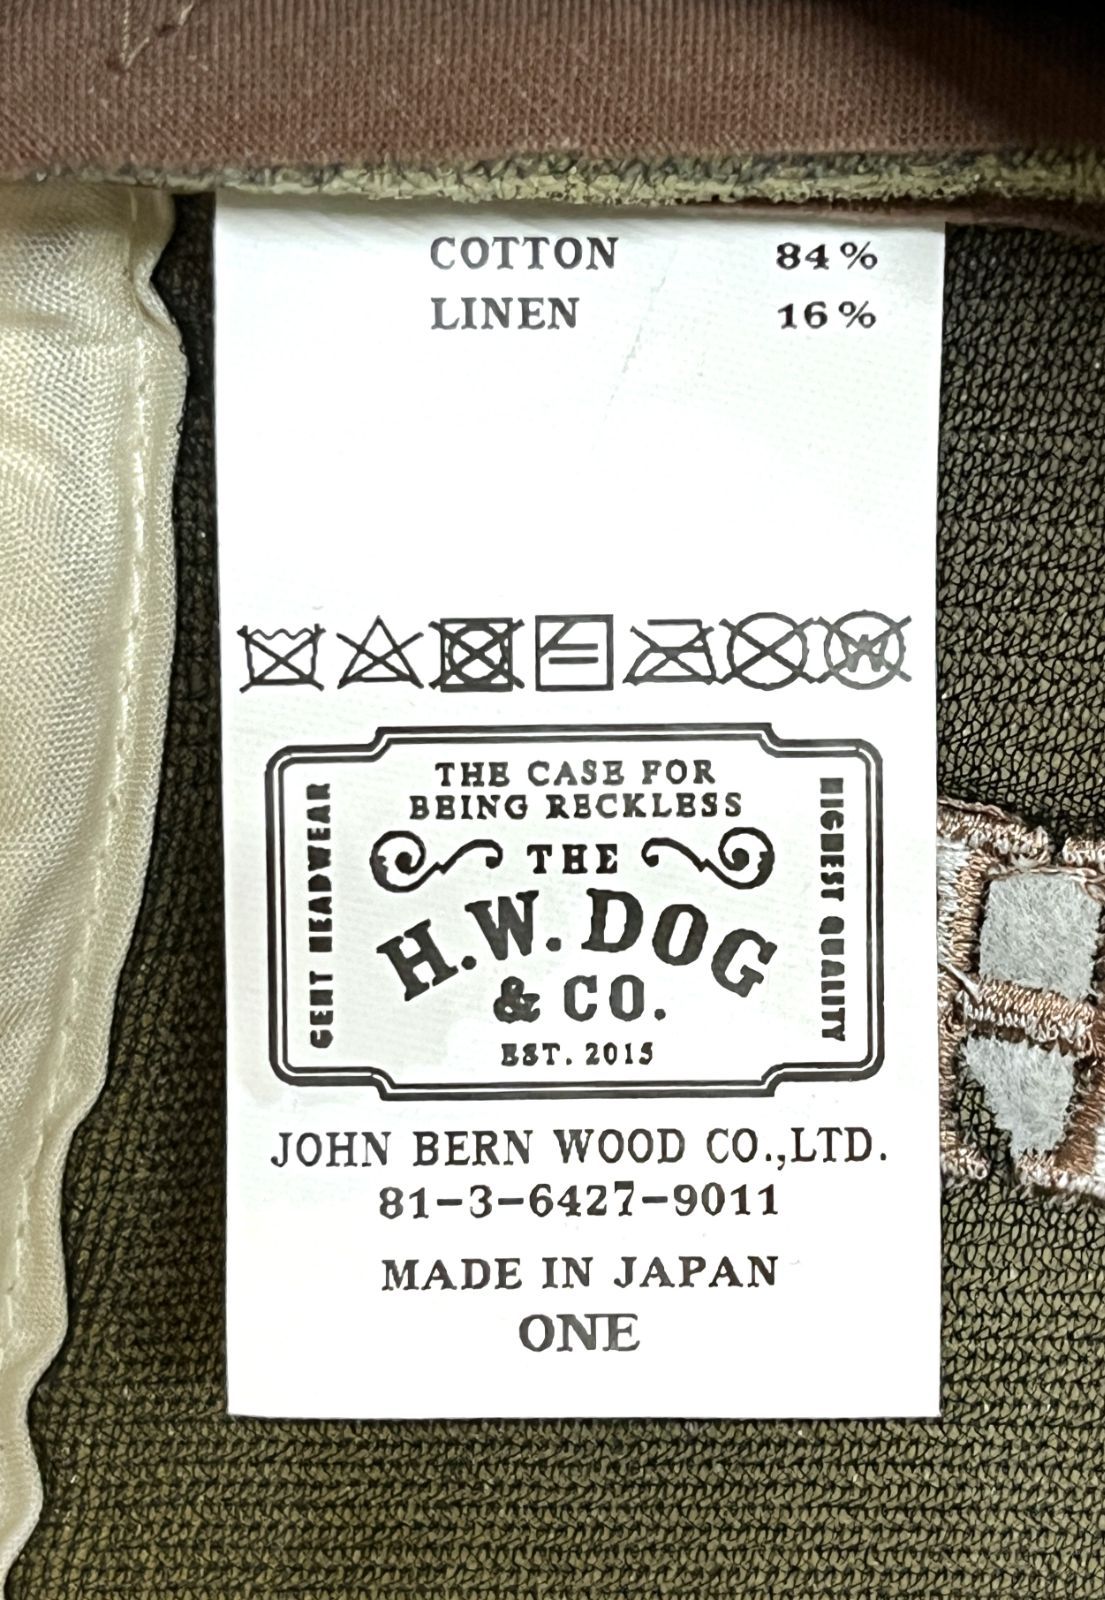 COTTON 84%
LINEN 16%
THE CASE FOR
BEING RECKLESS
THE
H.W. DOG
& CO.
EST. 2015
GENT HEADWEAR
HIGHEST QUALITY
JOHN BERN WOOD CO.,LTD.
81-3-6427-9011
MADE IN JAPAN
ONE